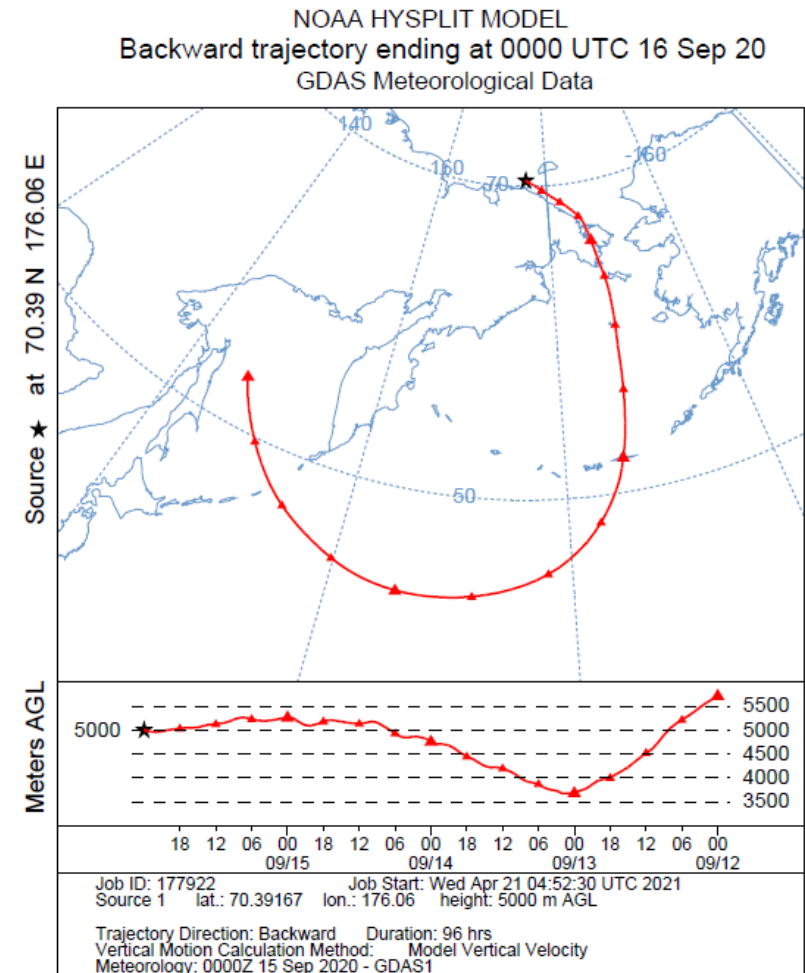 NOAA HYSPLIT MODEL
Backward trajectory ending at 0000 UTC 16 Sep 20
GDAS Meteorological Data
Source ★ at 70.39 N 176.06 E
140
160
70
-160
50
Meters AGL
5000
5500
5000
4500
4000
3500
18 12 06 00 18 12 06 00 18 12 06 00 18 12 06 00
09/15 09/14 09/13 09/12
Job ID: 177922 Job Start: Wed Apr 21 04:52:30 UTC 2021
Source 1 lat.: 70.39167 lon.: 176.06 height: 5000 m AGL
Trajectory Direction: Backward Duration: 96 hrs
Vertical Motion Calculation Method: Model Vertical Velocity
Meteorology: 0000Z 15 Sep 2020 - GDAS1